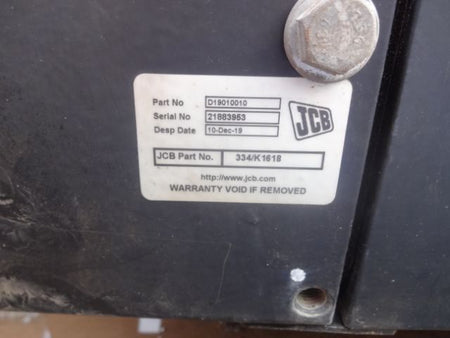 Part No D19010010
Serial No 21883953
Desp Date 10-Dec-19
JCB
JCB Part No. 334/K1618
http://www.jcb.com
WARRANTY VOID IF REMOVED